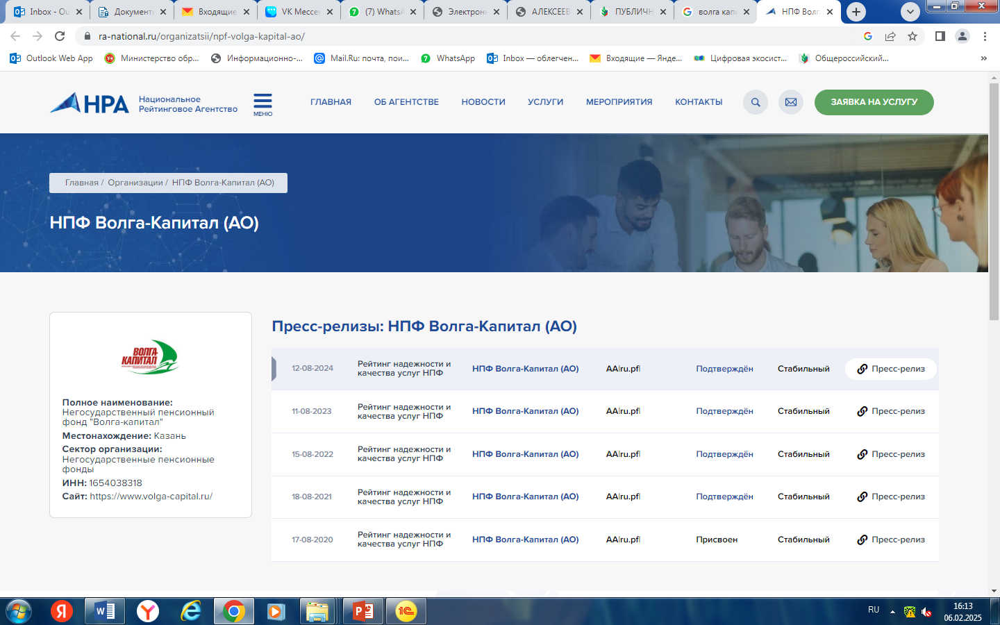 Inbox - Ou
Документ
Входящие
VK Мессен
(7) WhatsA
Электрон
АЛЕКСЕЕВ
ПУБЛИЧН
волга кап
НПФ Волг
ra-national.ru/organizatsii/npf-volga-kapital-ao/
Outlook Web App
Министерство обр...
Информационно-...
Mail.Ru: почта, пои...
WhatsApp
Inbox — облегчен...
Входящие — Янде...
Цифровая экосист...
Общероссийский...
»
НРА
Национальное
Рейтинговое Агентство
МЕНЮ
ГЛАВНАЯ
ОБ АГЕНТСТВЕ
НОВОСТИ
УСЛУГИ
МЕРОПРИЯТИЯ
КОНТАКТЫ
ЗАЯВКА НА УСЛУГУ
Главная / Организации / НПФ Волга-Капитал (АО)
НПФ Волга-Капитал (АО)
ВОЛГА
КАПИТАЛ
Полное наименование:
Негосударственный пенсионный
фонд "Волга-капитал"
Местонахождение: Казань
Сектор организации:
Негосударственные пенсионные
фонды
ИНН: 1654038318
Сайт: https://www.volga-capital.ru/
Пресс-релизы: НПФ Волга-Капитал (АО)
12-08-2024 Рейтинг надежности и качества услуг НПФ НПФ Волга-Капитал (АО) AA|ru.pf| Подтверждён Стабильный Пресс-релиз
11-08-2023 Рейтинг надежности и качества услуг НПФ НПФ Волга-Капитал (АО) AA|ru.pf| Подтверждён Стабильный Пресс-релиз
15-08-2022 Рейтинг надежности и качества услуг НПФ НПФ Волга-Капитал (АО) AA|ru.pf| Подтверждён Стабильный Пресс-релиз
18-08-2021 Рейтинг надежности и качества услуг НПФ НПФ Волга-Капитал (АО) AA|ru.pf| Подтверждён Стабильный Пресс-релиз
17-08-2020 Рейтинг надежности и качества услуг НПФ НПФ Волга-Капитал (АО) AA|ru.pf| Присвоен Стабильный Пресс-релиз
RU
16:13
06.02.2025